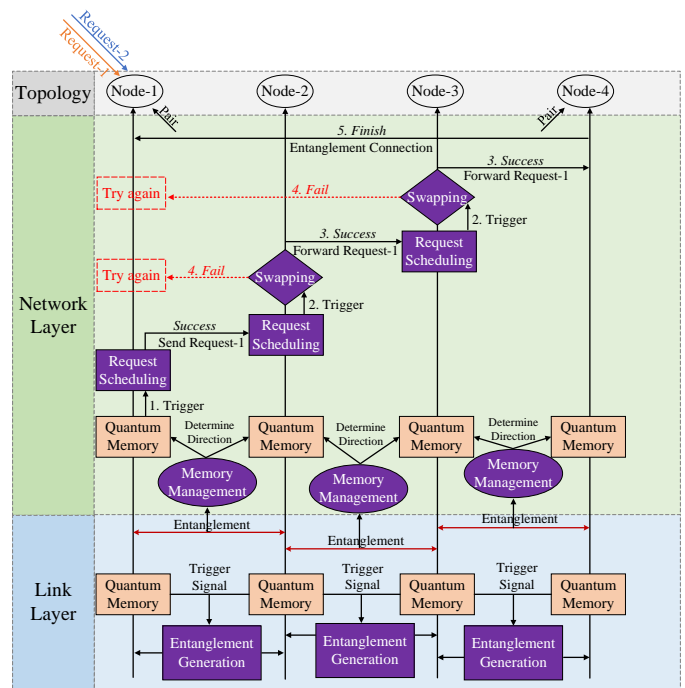 Request-2
Request-1
Topology
Node-1
Node-2
Node-3
Node-4
Pair
Pair
5. Finish
Entanglement Connection
3. Success
Forward Request-1
Try again
4. Fail
Swapping
2. Trigger
3. Success
Forward Request-1
Request
Scheduling
Try again
4. Fail
Swapping
2. Trigger
Network
Layer
Success
Send Request-1
Request
Scheduling
Request
Scheduling
1. Trigger
Quantum
Memory
Determine
Direction
Quantum
Memory
Determine
Direction
Quantum
Memory
Determine
Direction
Quantum
Memory
Memory
Management
Memory
Management
Memory
Management
Entanglement
Entanglement
Entanglement
Link
Layer
Quantum
Memory
Trigger
Signal
Quantum
Memory
Trigger
Signal
Quantum
Memory
Trigger
Signal
Quantum
Memory
Entanglement
Generation
Entanglement
Generation
Entanglement
Generation